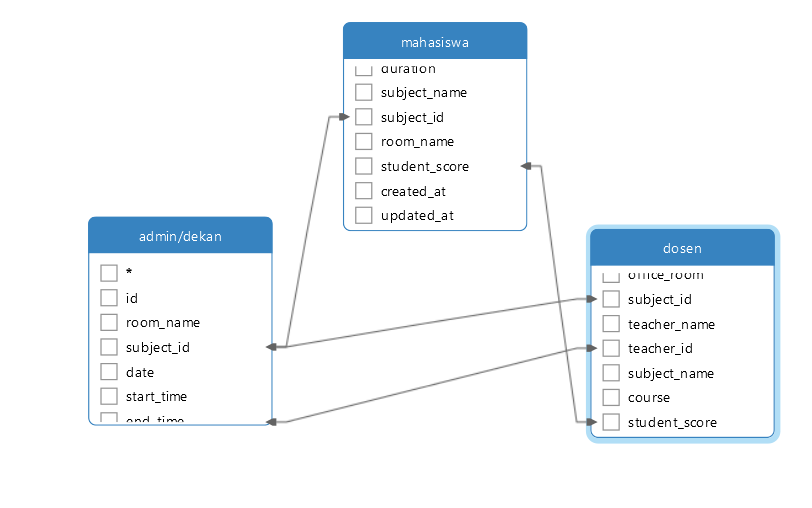 mahasiswa
duration
subject_name
subject_id
room_name
student_score
created_at
updated_at
admin/dekan
*
id
room_name
subject_id
date
start_time
end_time
dosen
office_room
subject_id
teacher_name
teacher_id
subject_name
course
student_score